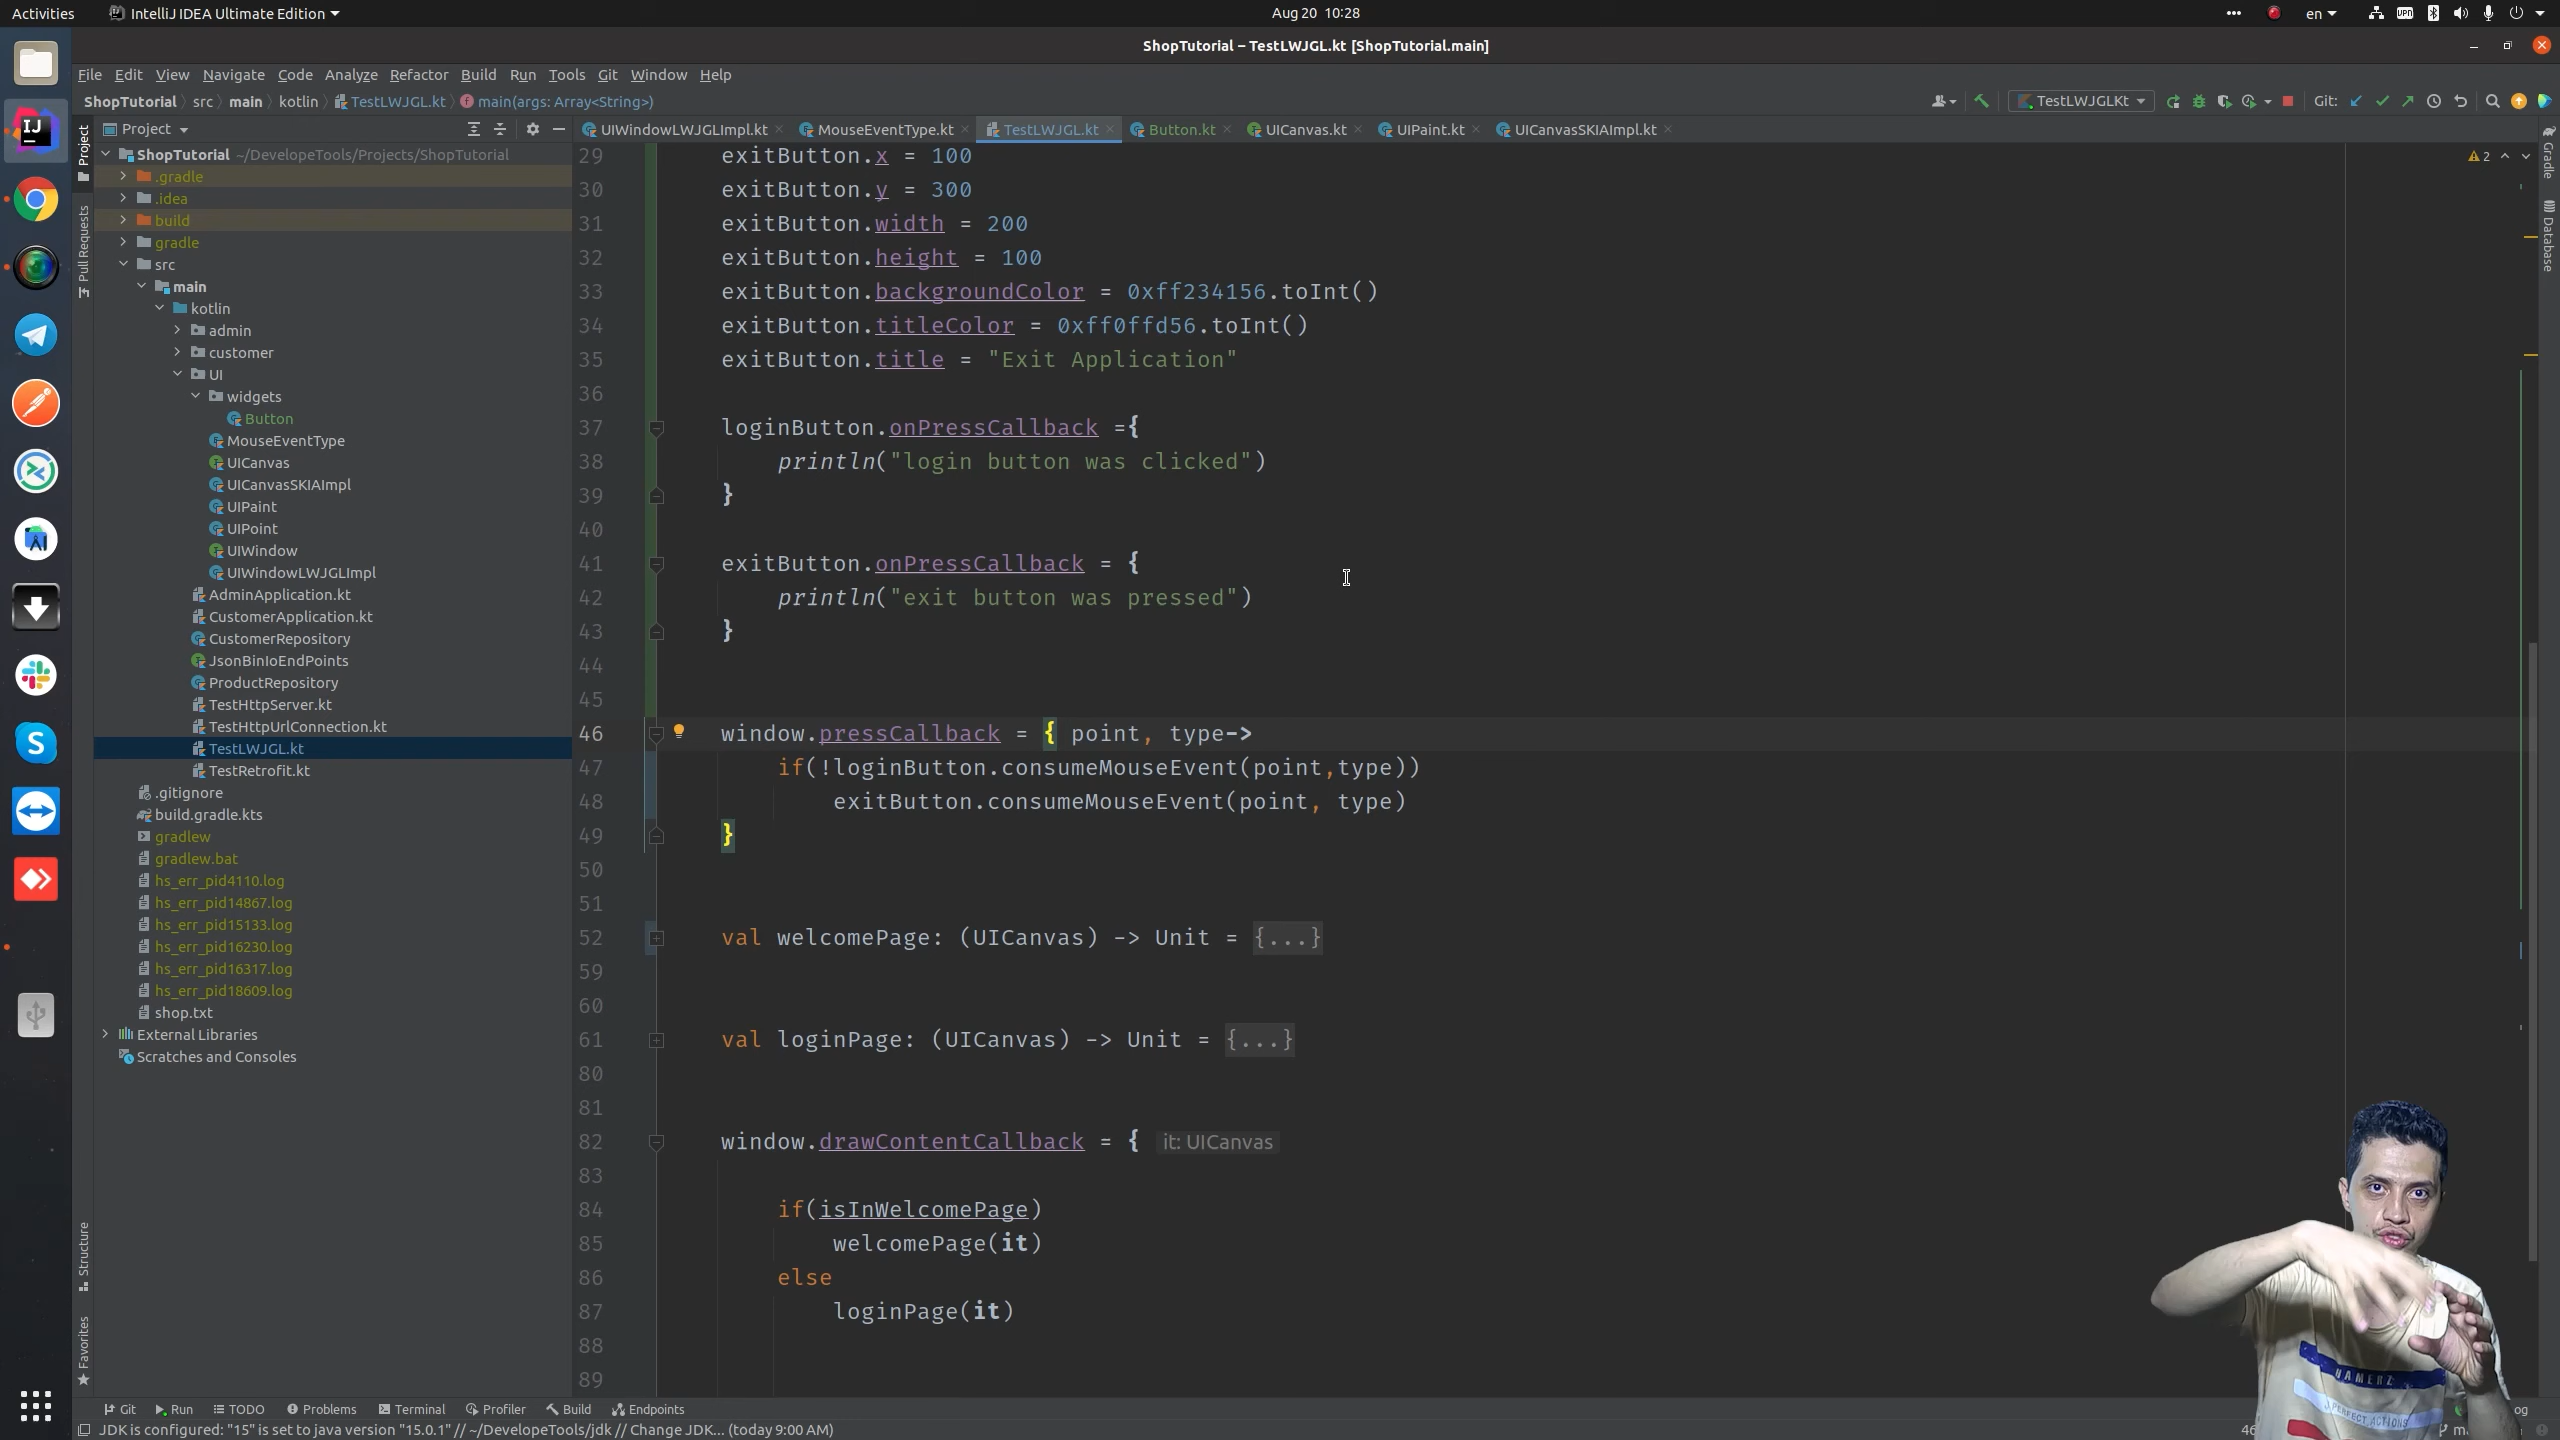 Activities
IntelliJ IDEA Ultimate Edition
Aug 20 10:28
en
VPN
ShopTutorial – TestLWJGL.kt [ShopTutorial.main]
File Edit View Navigate Code Analyze Refactor Build Run Tools Git Window Help
ShopTutorial src main kotlin TestLWJGL.kt main(args: Array<String>)
TestLWJGLKt
Git:
Project
UIWindowLWJGLImpl.kt MouseEventType.kt TestLWJGL.kt Button.kt UICanvas.kt UIPaint.kt UICanvasSKIAImpl.kt
Project
Pull Requests
Structure
Favorites
Gradle
Database
2
ShopTutorial ~/DevelopeTools/Projects/ShopTutorial
.gradle
.idea
build
gradle
src
main
kotlin
admin
customer
UI
widgets
Button
MouseEventType
UICanvas
UICanvasSKIAImpl
UIPaint
UIPoint
UIWindow
UIWindowLWJGLImpl
AdminApplication.kt
CustomerApplication.kt
CustomerRepository
JsonBinIoEndPoints
ProductRepository
TestHttpServer.kt
TestHttpUrlConnection.kt
TestLWJGL.kt
TestRetrofit.kt
.gitignore
build.gradle.kts
gradlew
gradlew.bat
hs_err_pid4110.log
hs_err_pid14867.log
hs_err_pid15133.log
hs_err_pid16230.log
hs_err_pid16317.log
hs_err_pid18609.log
shop.txt
External Libraries
Scratches and Consoles
29 exitButton.x = 100
30 exitButton.y = 300
31 exitButton.width = 200
32 exitButton.height = 100
33 exitButton.backgroundColor = 0xff234156.toInt()
34 exitButton.titleColor = 0xff0ffd56.toInt()
35 exitButton.title = "Exit Application"
36
37 loginButton.onPressCallback ={
38 println("login button was clicked")
39 }
40
41 exitButton.onPressCallback = {
42 println("exit button was pressed")
43 }
44
45
46 window.pressCallback = { point, type->
47 if(!loginButton.consumeMouseEvent(point,type))
48 exitButton.consumeMouseEvent(point, type)
49 }
50
51
52 val welcomePage: (UICanvas) -> Unit = {...}
59
60
61 val loginPage: (UICanvas) -> Unit = {...}
80
81
82 window.drawContentCallback = { it: UICanvas
83
84 if(isInWelcomePage)
85 welcomePage(it)
86 else
87 loginPage(it)
88
89
Git Run TODO Problems Terminal Profiler Build Endpoints
JDK is configured: "15" is set to java version "15.0.1" // ~/DevelopeTools/jdk // Change JDK... (today 9:00 AM)